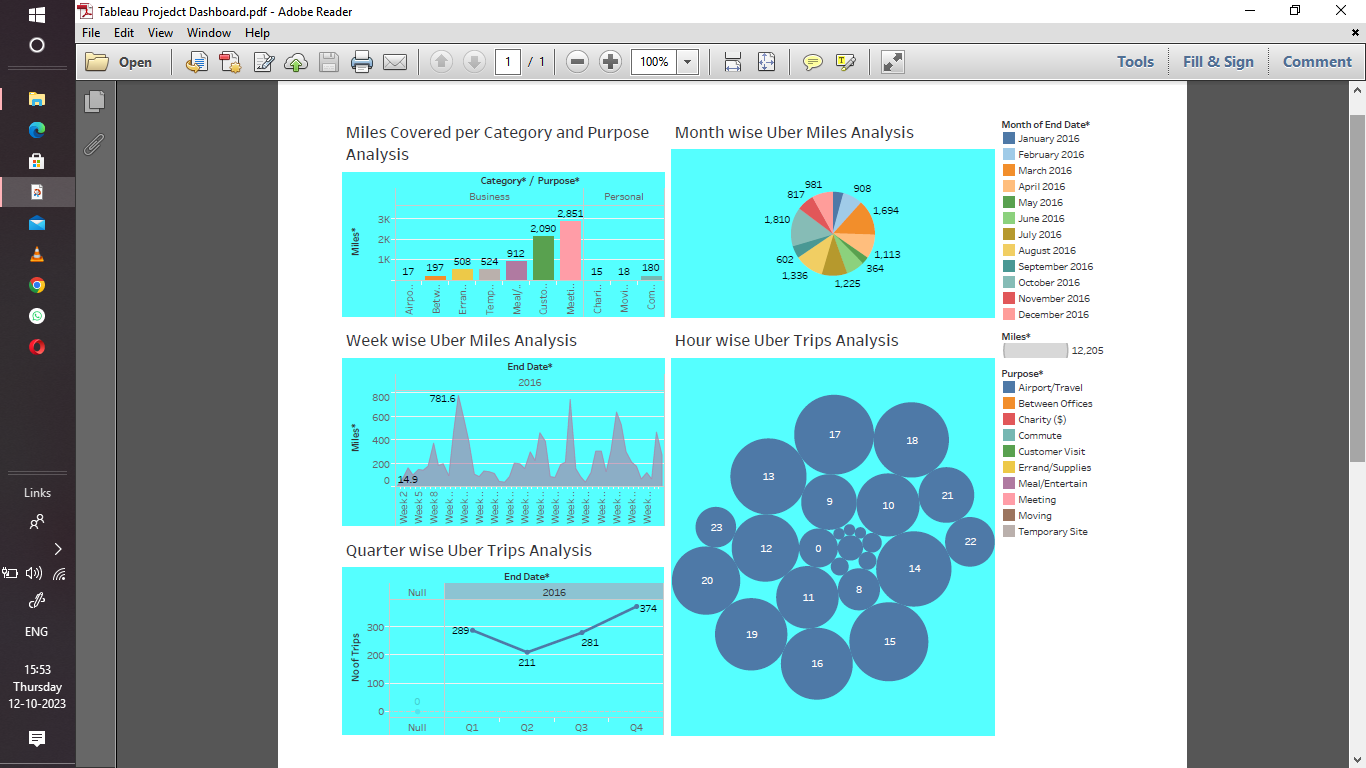 Tableau Projedct Dashboard.pdf - Adobe Reader
File Edit View Window Help
Open
1 / 1
100%
Tools
Fill & Sign
Comment
Miles Covered per Category and Purpose
Analysis
Category* / Purpose*
Business
Personal
Miles*
3K
2K
1K
17
197
508
524
912
2,090
2,851
15
18
180
Airpo..
Betw..
Erran..
Temp..
Meal/..
Custo..
Meeti..
Chari..
Movi..
Com..
Month wise Uber Miles Analysis
981
908
817
1,694
1,810
1,113
602
364
1,336
1,225
Month of End Date*
January 2016
February 2016
March 2016
April 2016
May 2016
June 2016
July 2016
August 2016
September 2016
October 2016
November 2016
December 2016
Miles*
12,205
Purpose*
Airport/Travel
Between Offices
Charity ($)
Commute
Customer Visit
Errand/Supplies
Meal/Entertain
Meeting
Moving
Temporary Site
Week wise Uber Miles Analysis
End Date*
2016
Miles*
800
600
400
200
0
781.6
14.9
Week 2
Week 5
Week 8
Week ..
Week ..
Week ..
Week ..
Week ..
Week ..
Week ..
Week ..
Week ..
Week ..
Week ..
Week ..
Week ..
Week ..
Hour wise Uber Trips Analysis
17
18
13
9
10
21
23
12
0
22
20
14
8
11
19
15
16
Quarter wise Uber Trips Analysis
End Date*
Null
2016
No of Trips
300
200
100
0
289
211
281
374
0
Null
Q1
Q2
Q3
Q4
Links
ENG
15:53
Thursday
12-10-2023